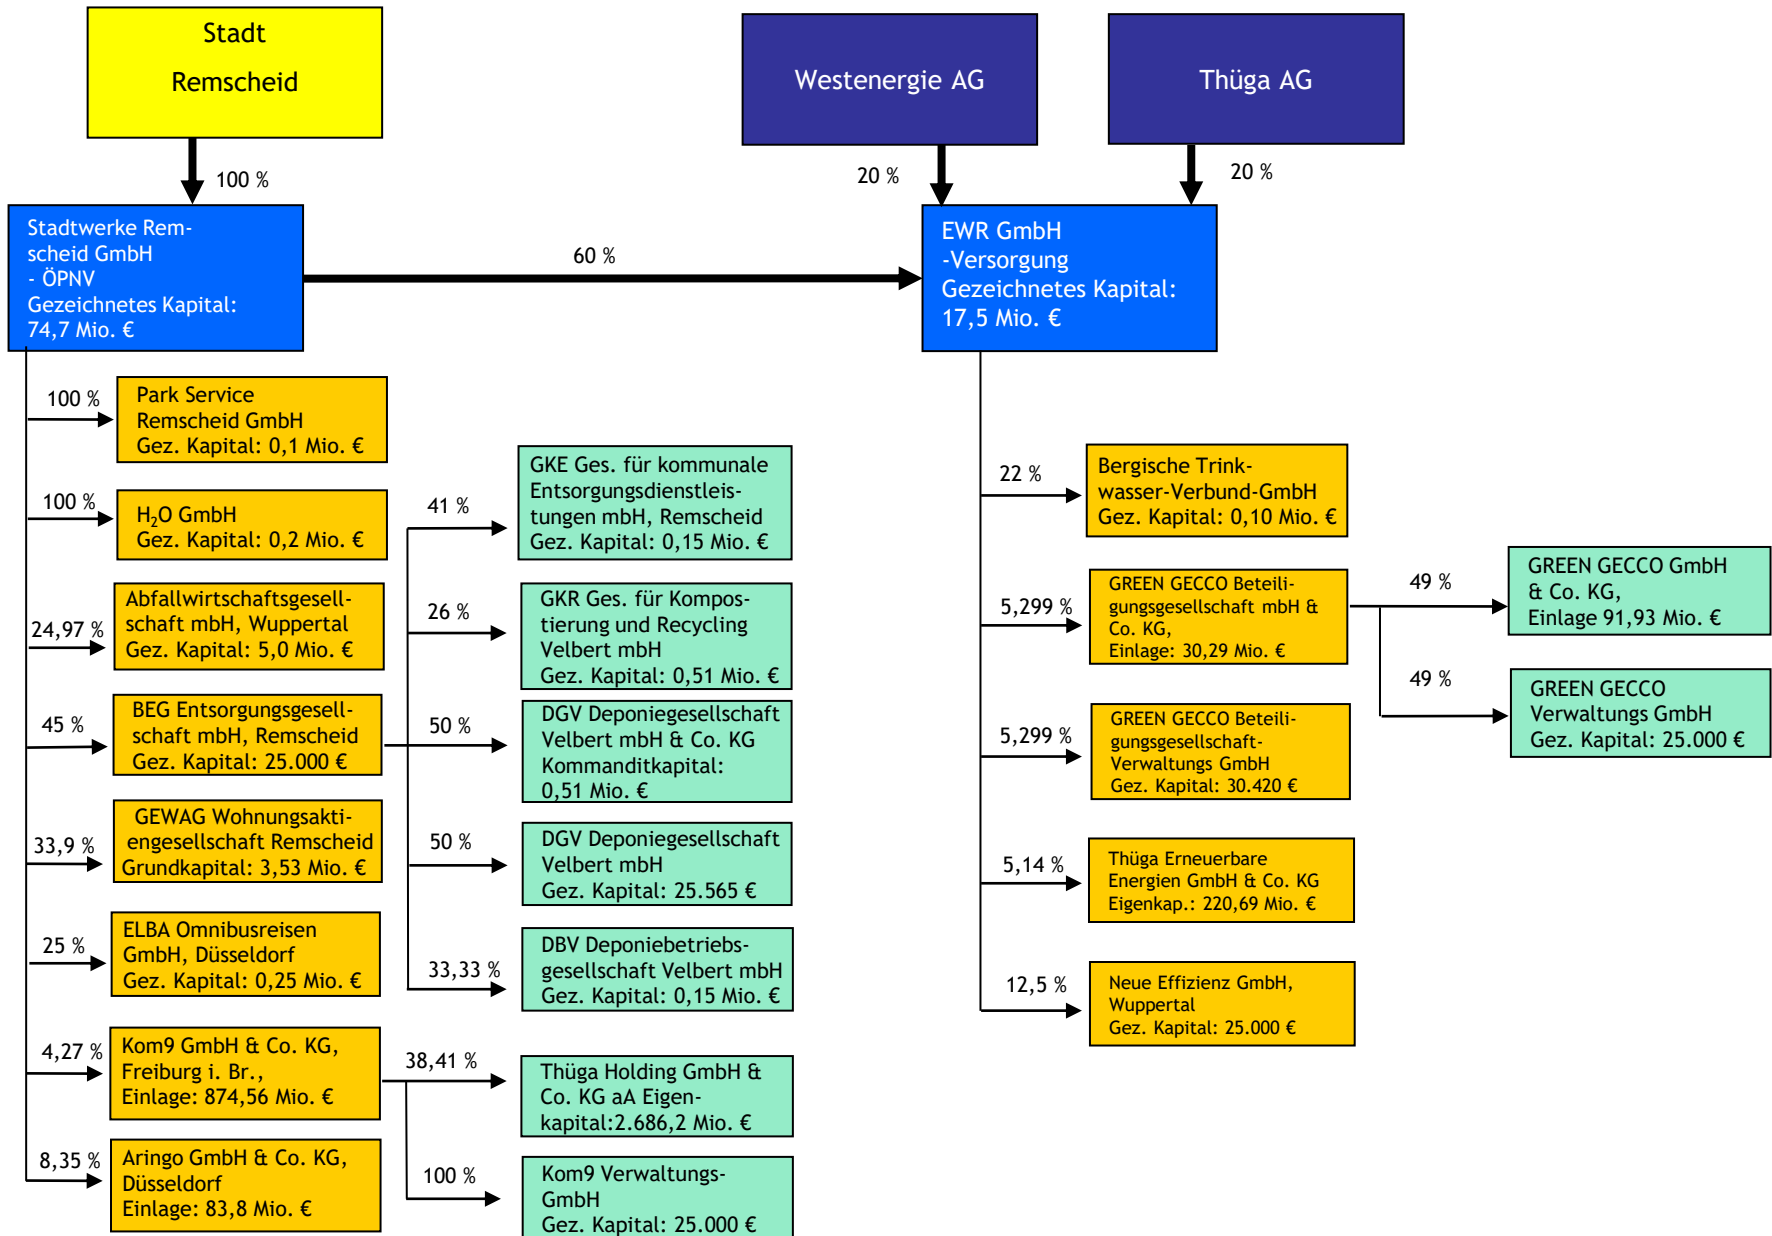 Stadt
Remscheid
Westenergie AG
Thüga AG
100 %
20 %
20 %
Stadtwerke Rem-
scheid GmbH
- ÖPNV
Gezeichnetes Kapital:
74,7 Mio. €
60 %
EWR GmbH
-Versorgung
Gezeichnetes Kapital:
17,5 Mio. €
100 %
Park Service
Remscheid GmbH
Gez. Kapital: 0,1 Mio. €
100 %
H₂O GmbH
Gez. Kapital: 0,2 Mio. €
24,97 %
Abfallwirtschaftsgesell-
schaft mbH, Wuppertal
Gez. Kapital: 5,0 Mio. €
45 %
BEG Entsorgungsgesell-
schaft mbH, Remscheid
Gez. Kapital: 25.000 €
33,9 %
GEWAG Wohnungsakti-
engesellschaft Remscheid
Grundkapital: 3,53 Mio. €
25 %
ELBA Omnibusreisen
GmbH, Düsseldorf
Gez. Kapital: 0,25 Mio. €
4,27 %
Kom9 GmbH & Co. KG,
Freiburg i. Br.,
Einlage: 874,56 Mio. €
8,35 %
Aringo GmbH & Co. KG,
Düsseldorf
Einlage: 83,8 Mio. €
41 %
GKE Ges. für kommunale
Entsorgungsdienstleis-
tungen mbH, Remscheid
Gez. Kapital: 0,15 Mio. €
26 %
GKR Ges. für Kompos-
tierung und Recycling
Velbert mbH
Gez. Kapital: 0,51 Mio. €
50 %
DGV Deponiegesellschaft
Velbert mbH & Co. KG
Kommanditkapital:
0,51 Mio. €
50 %
DGV Deponiegesellschaft
Velbert mbH
Gez. Kapital: 25.565 €
33,33 %
DBV Deponiebetriebs-
gesellschaft Velbert mbH
Gez. Kapital: 0,15 Mio. €
38,41 %
Thüga Holding GmbH &
Co. KG aA Eigen-
kapital:2.686,2 Mio. €
100 %
Kom9 Verwaltungs-
GmbH
Gez. Kapital: 25.000 €
22 %
Bergische Trink-
wasser-Verbund-GmbH
Gez. Kapital: 0,10 Mio. €
5,299 %
GREEN GECCO Beteili-
gungsgesellschaft mbH &
Co. KG,
Einlage: 30,29 Mio. €
5,299 %
GREEN GECCO Beteili-
gungsgesellschaft-
Verwaltungs GmbH
Gez. Kapital: 30.420 €
5,14 %
Thüga Erneuerbare
Energien GmbH & Co. KG
Eigenkap.: 220,69 Mio. €
12,5 %
Neue Effizienz GmbH,
Wuppertal
Gez. Kapital: 25.000 €
49 %
GREEN GECCO GmbH
& Co. KG,
Einlage 91,93 Mio. €
49 %
GREEN GECCO
Verwaltungs GmbH
Gez. Kapital: 25.000 €